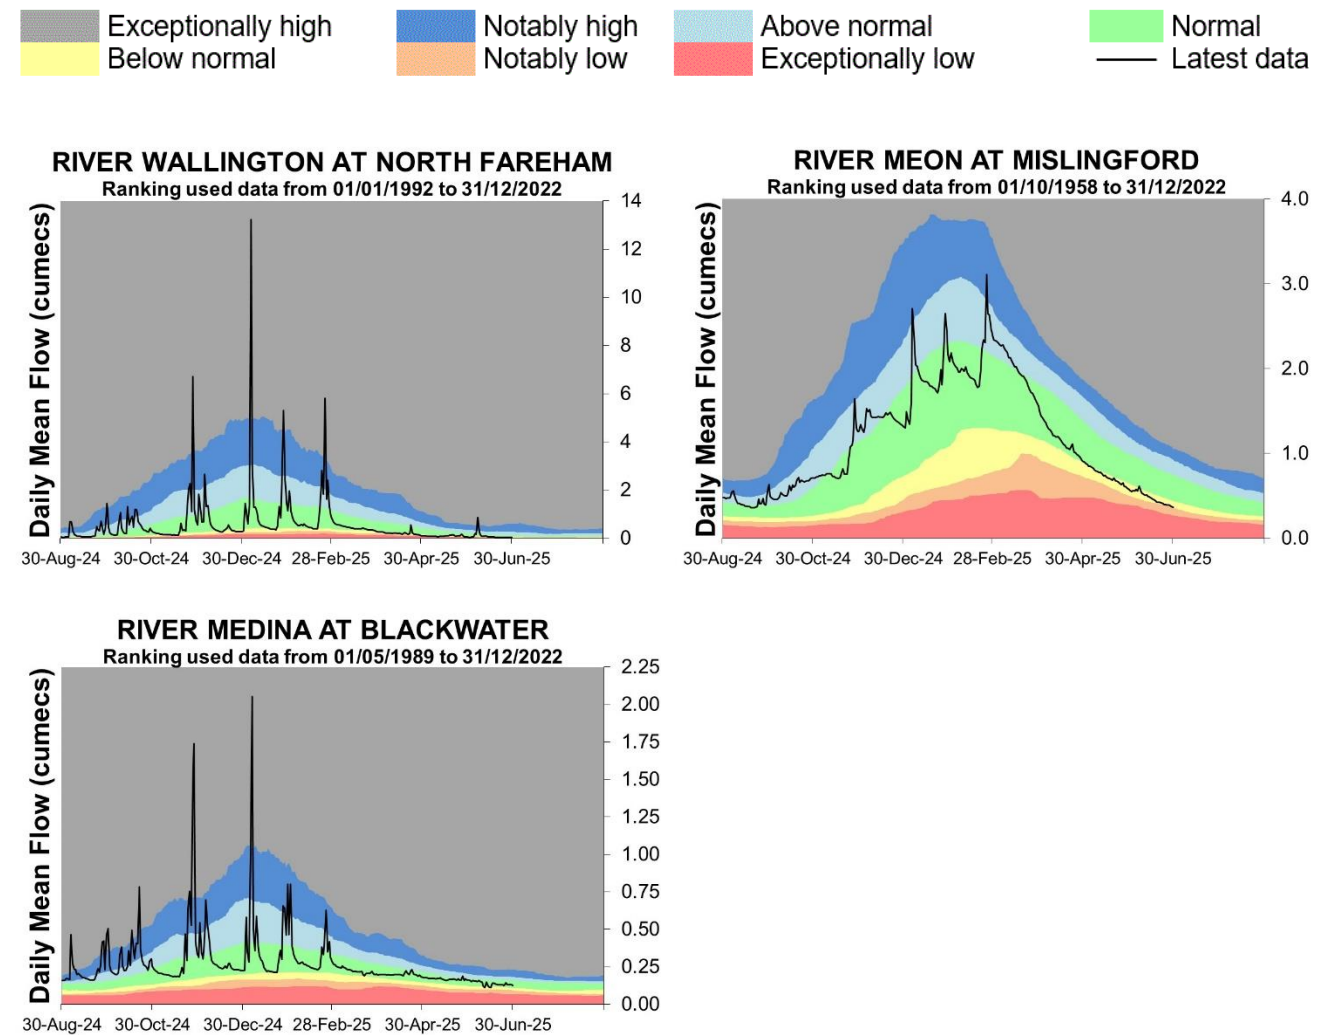 Exceptionally high Notably high Above normal Normal
Below normal Notably low Exceptionally low Latest data
RIVER WALLINGTON AT NORTH FAREHAM
Ranking used data from 01/01/1992 to 31/12/2022
Daily Mean Flow (cumecs)
14
12
10
8
6
4
2
0
30-Aug-24 30-Oct-24 30-Dec-24 28-Feb-25 30-Apr-25 30-Jun-25
RIVER MEON AT MISLINGFORD
Ranking used data from 01/10/1958 to 31/12/2022
Daily Mean Flow (cumecs)
4.0
3.0
2.0
1.0
0.0
30-Aug-24 30-Oct-24 30-Dec-24 28-Feb-25 30-Apr-25 30-Jun-25
RIVER MEDINA AT BLACKWATER
Ranking used data from 01/05/1989 to 31/12/2022
Daily Mean Flow (cumecs)
2.25
2.00
1.75
1.50
1.25
1.00
0.75
0.50
0.25
0.00
30-Aug-24 30-Oct-24 30-Dec-24 28-Feb-25 30-Apr-25 30-Jun-25